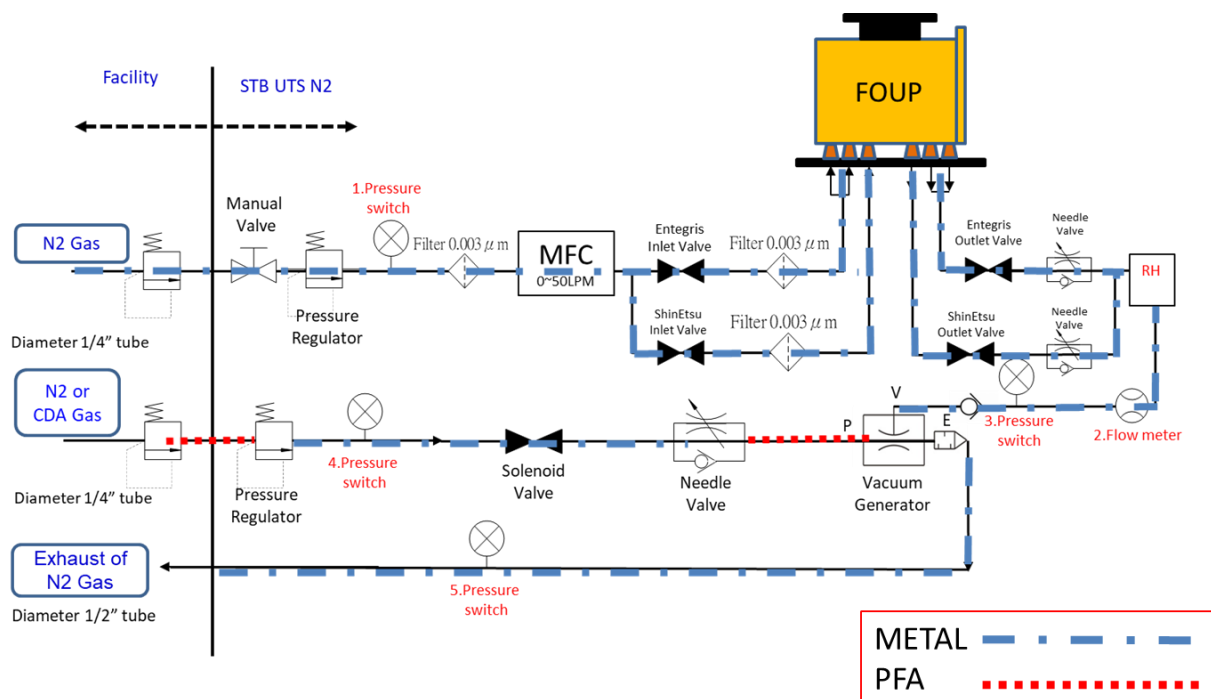 Facility
STB UTS N2
FOUP
N2 Gas
Manual
Valve
1.Pressure
switch
Filter 0.003 μm
MFC
0~50LPM
Entegris
Inlet Valve
Filter 0.003 μm
Entegris
Outlet Valve
Needle
Valve
RH
Diameter 1/4” tube
Pressure
Regulator
ShinEtsu
Inlet Valve
Filter 0.003 μm
ShinEtsu
Outlet Valve
Needle
Valve
N2 or
CDA Gas
Diameter 1/4” tube
Pressure
Regulator
4.Pressure
switch
Solenoid
Valve
Needle
Valve
P
V
E
Vacuum
Generator
3.Pressure
switch
2.Flow meter
Exhaust of
N2 Gas
Diameter 1/2” tube
5.Pressure
switch
METAL
PFA